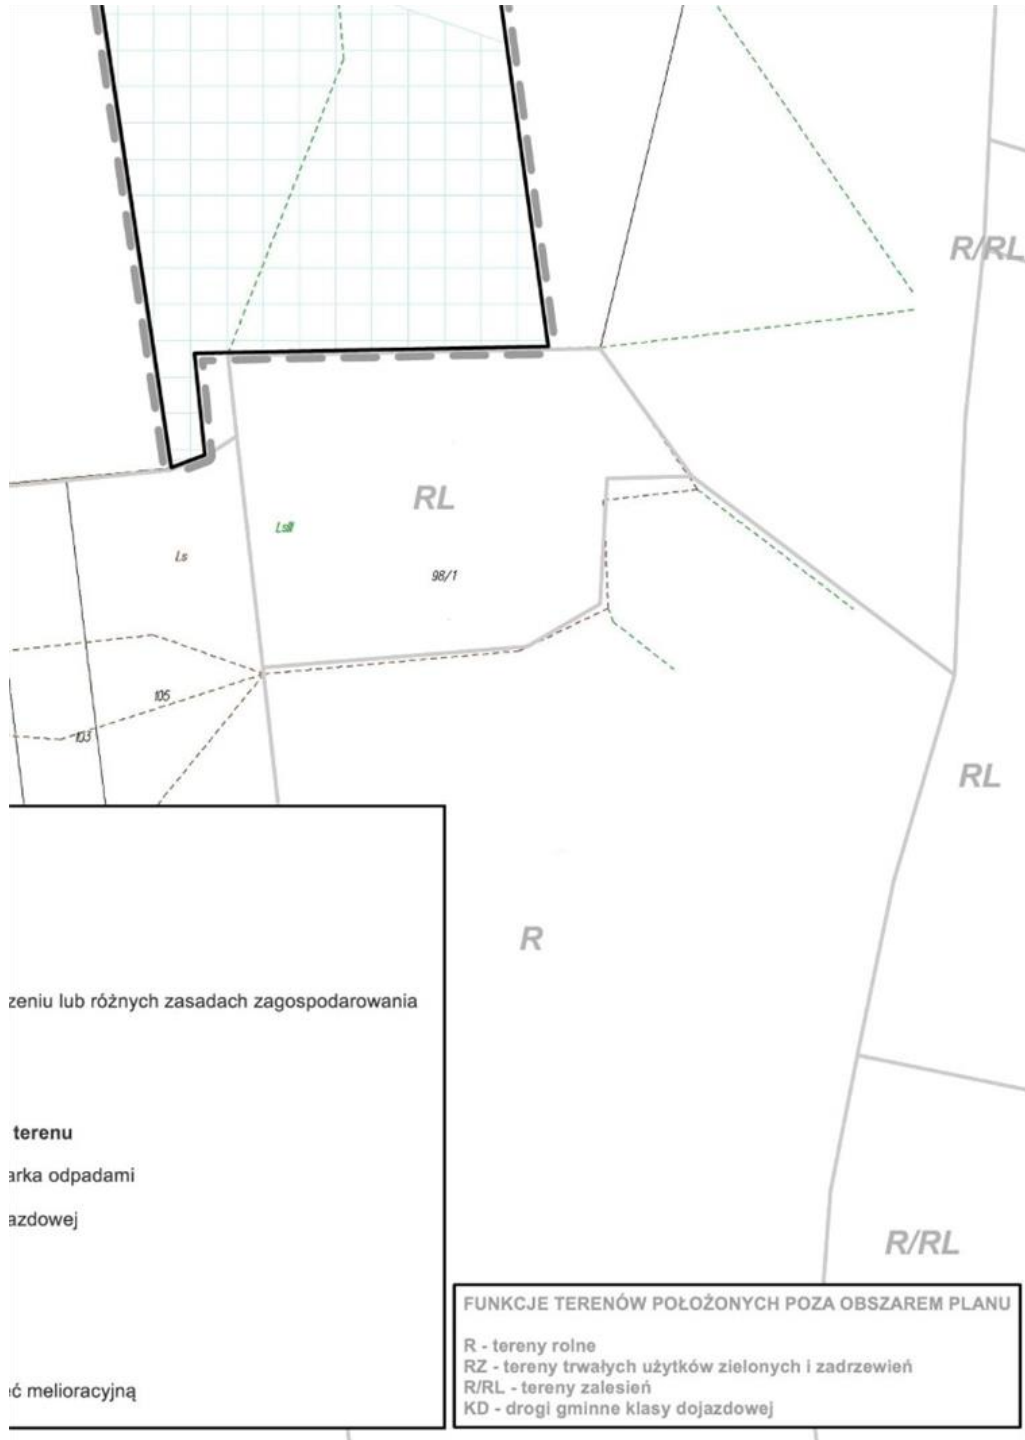 R/RL
RL
LsIII
Ls
98/1
105
103
RL
R
zeniu lub różnych zasadach zagospodarowania
terenu
arka odpadami
azdowej
R/RL
FUNKCJE TERENÓW POŁOŻONYCH POZA OBSZAREM PLANU
R - tereny rolne
RZ - tereny trwałych użytków zielonych i zadrzewień
R/RL - tereny zalesień
KD - drogi gminne klasy dojazdowej
eć melioracyjną